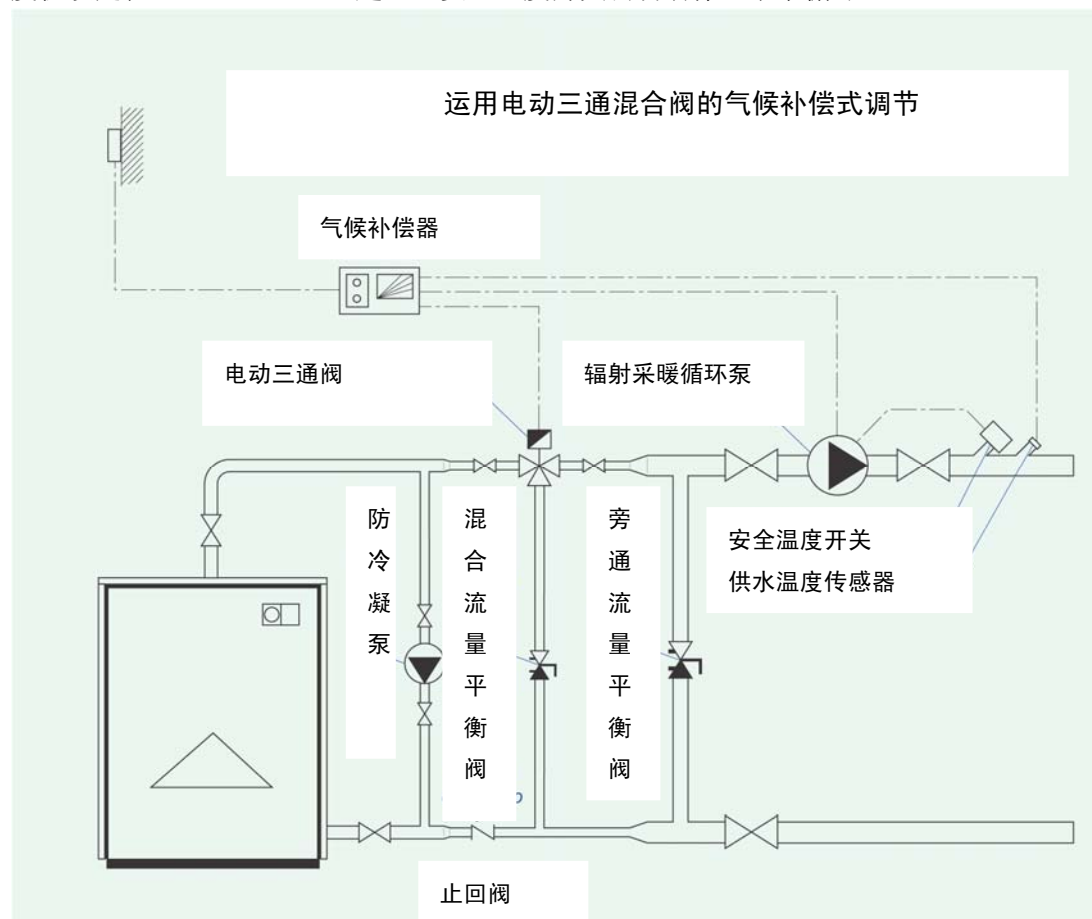 运用电动三通混合阀的气候补偿式调节
气候补偿器
电动三通阀
辐射采暖循环泵
防冷凝泵
混合流量平衡阀
旁通流量平衡阀
安全温度开关
供水温度传感器
止回阀